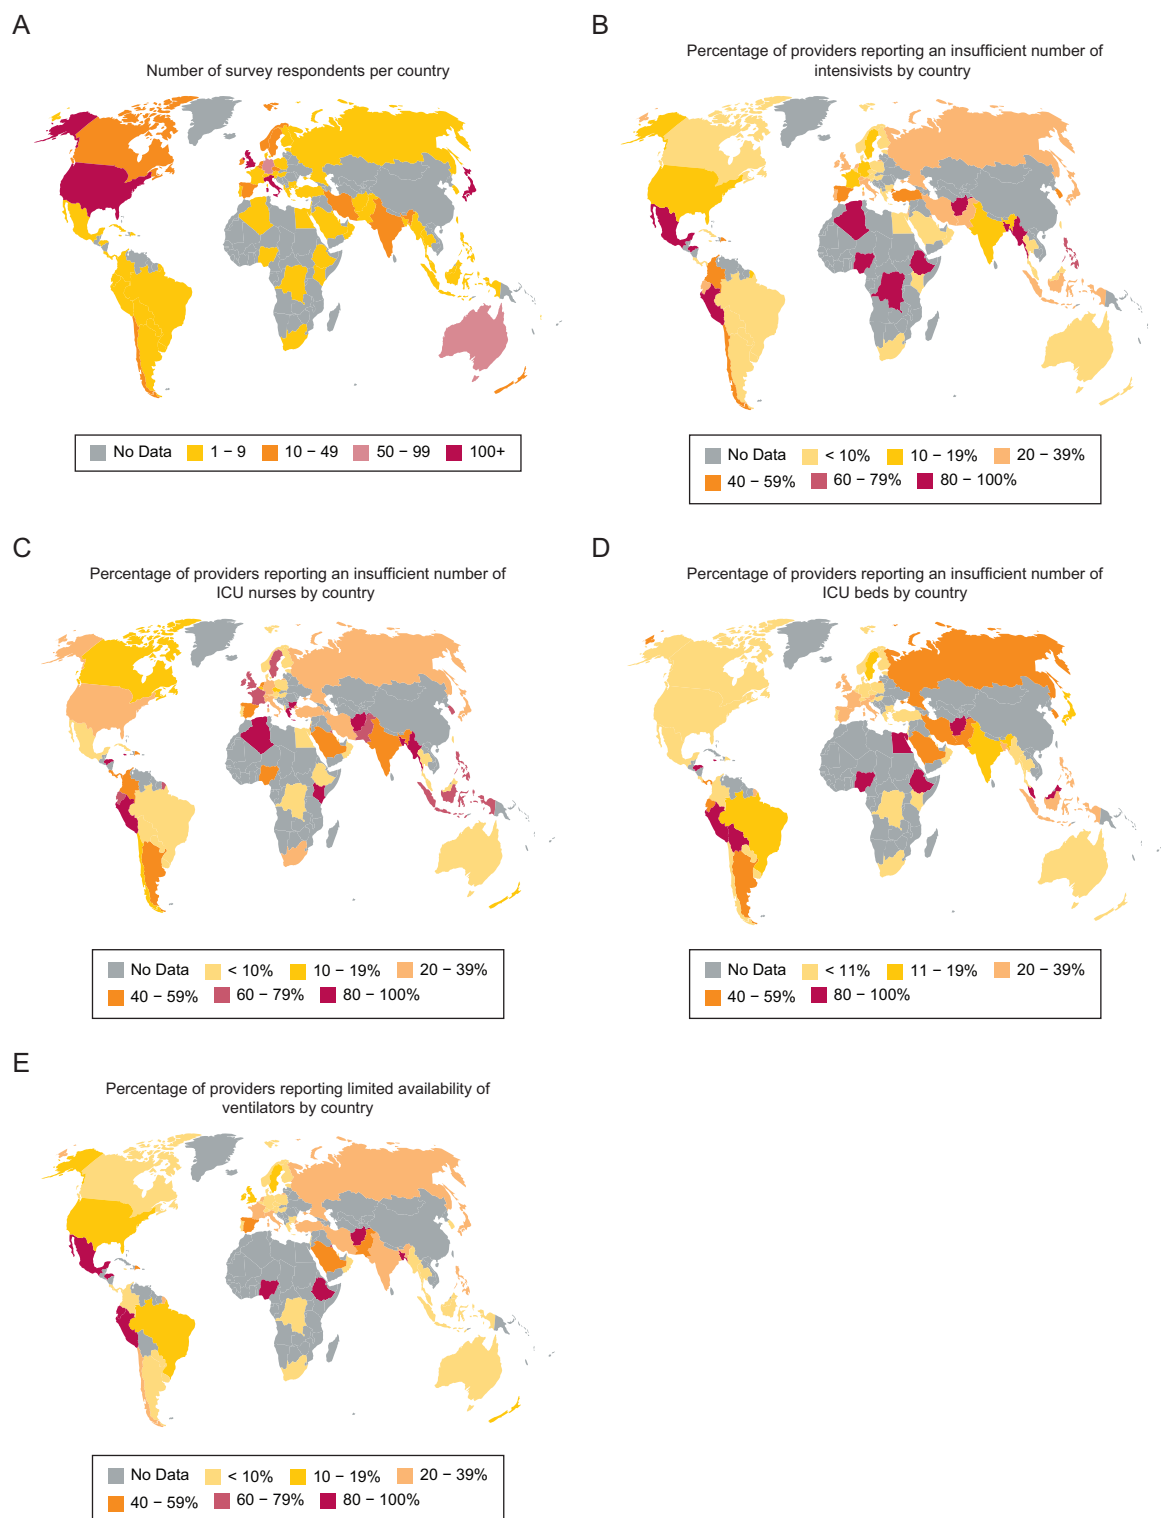 A
Number of survey respondents per country
No Data 1 – 9 10 – 49 50 – 99 100+
B
Percentage of providers reporting an insufficient number of
intensivists by country
No Data < 10% 10 – 19% 20 – 39%
40 – 59% 60 – 79% 80 – 100%
C
Percentage of providers reporting an insufficient number of
ICU nurses by country
No Data < 10% 10 – 19% 20 – 39%
40 – 59% 60 – 79% 80 – 100%
D
Percentage of providers reporting an insufficient number of
ICU beds by country
No Data < 11% 11 – 19% 20 – 39%
40 – 59% 80 – 100%
E
Percentage of providers reporting limited availability of
ventilators by country
No Data < 10% 10 – 19% 20 – 39%
40 – 59% 60 – 79% 80 – 100%